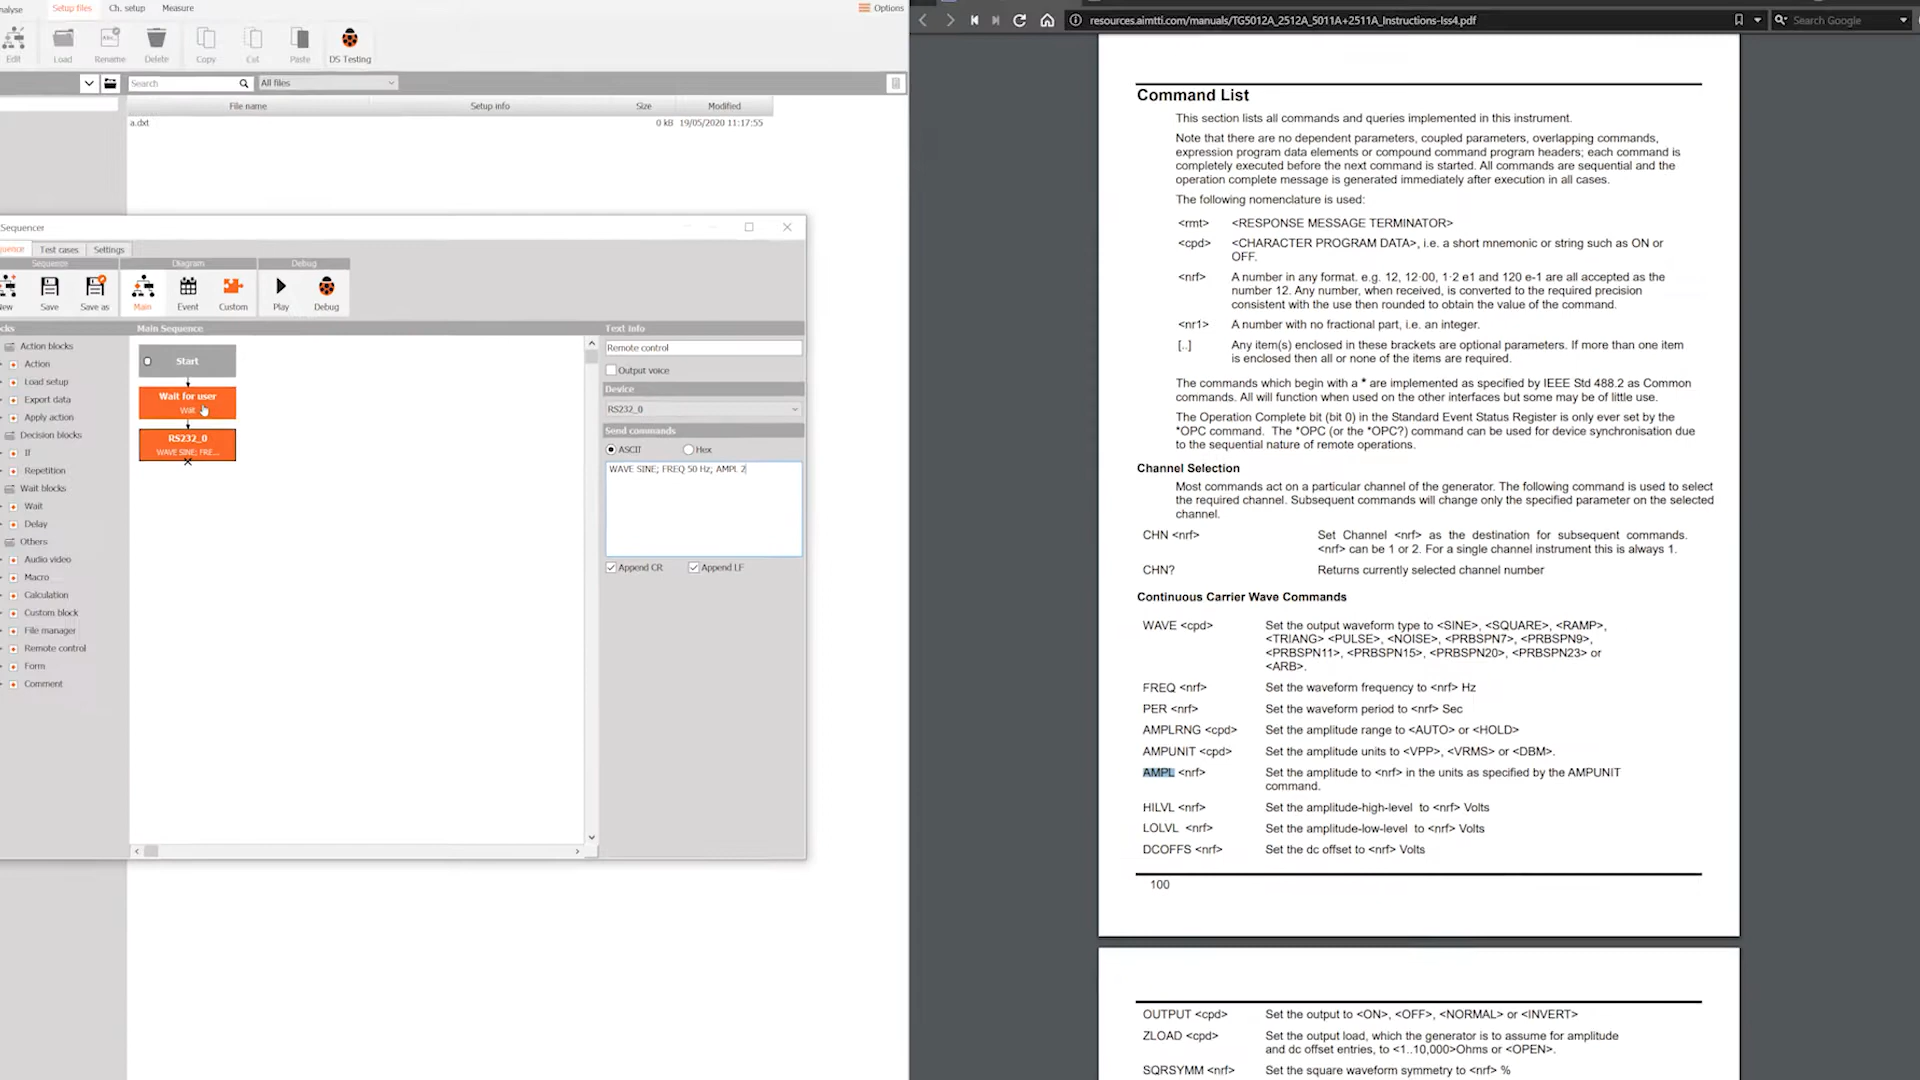 nalyse
Setup files
Ch. setup
Measure
Options
Edit
Load
Rename
Delete
Copy
Cut
Paste
DS Testing
Search
All files
File name
Setup info
Size
Modified
a.dxt
0 kB
19/05/2020 11:17:55
Sequencer
quence
Test cases
Settings
Sequence
Diagram
Debug
New
Save
Save as
Main
Event
Custom
Play
Debug
cks
Main Sequence
Text Info
Action blocks
Action
Load setup
Export data
Apply action
Decision blocks
If
Repetition
Wait blocks
Wait
Delay
Others
Audio video
Macro
Calculation
Custom block
File manager
Remote control
Form
Comment
Start
Wait for user
Wait
RS232_0
WAVE SINE; FRE...
Remote control
Output voice
Device
RS232_0
Send commands
ASCII
Hex
WAVE SINE; FREQ 50 Hz; AMPL 2
Append CR
Append LF
resources.aimtti.com/manuals/TG5012A_2512A_5011A+2511A_Instructions-Iss4.pdf
Search Google
Command List
This section lists all commands and queries implemented in this instrument.
Note that there are no dependent parameters, coupled parameters, overlapping commands,
expression program data elements or compound command program headers; each command is
completely executed before the next command is started. All commands are sequential and the
operation complete message is generated immediately after execution in all cases.
The following nomenclature is used:
<rmt> <RESPONSE MESSAGE TERMINATOR>
<cpd> <CHARACTER PROGRAM DATA>, i.e. a short mnemonic or string such as ON or
OFF.
<nrf> A number in any format. e.g. 12, 12·00, 1·2 e1 and 120 e-1 are all accepted as the
number 12. Any number, when received, is converted to the required precision
consistent with the use then rounded to obtain the value of the command.
<nr1> A number with no fractional part, i.e. an integer.
[..] Any item(s) enclosed in these brackets are optional parameters. If more than one item
is enclosed then all or none of the items are required.
The commands which begin with a * are implemented as specified by IEEE Std 488.2 as Common
commands. All will function when used on the other interfaces but some may be of little use.
The Operation Complete bit (bit 0) in the Standard Event Status Register is only ever set by the
*OPC command. The *OPC (or the *OPC?) command can be used for device synchronisation due
to the sequential nature of remote operations.
Channel Selection
Most commands act on a particular channel of the generator. The following command is used to select
the required channel. Subsequent commands will change only the specified parameter on the selected
channel.
CHN <nrf> Set Channel <nrf> as the destination for subsequent commands.
<nrf> can be 1 or 2. For a single channel instrument this is always 1.
CHN? Returns currently selected channel number
Continuous Carrier Wave Commands
WAVE <cpd> Set the output waveform type to <SINE>, <SQUARE>, <RAMP>,
<TRIANG> <PULSE>, <NOISE>, <PRBSPN7>, <PRBSPN9>,
<PRBSPN11>, <PRBSPN15>, <PRBSPN20>, <PRBSPN23> or
<ARB>.
FREQ <nrf> Set the waveform frequency to <nrf> Hz
PER <nrf> Set the waveform period to <nrf> Sec
AMPLRNG <cpd> Set the amplitude range to <AUTO> or <HOLD>
AMPUNIT <cpd> Set the amplitude units to <VPP>, <VRMS> or <DBM>.
AMPL <nrf> Set the amplitude to <nrf> in the units as specified by the AMPUNIT
command.
HILVL <nrf> Set the amplitude-high-level to <nrf> Volts
LOLVL <nrf> Set the amplitude-low-level to <nrf> Volts
DCOFFS <nrf> Set the dc offset to <nrf> Volts
100
OUTPUT <cpd> Set the output to <ON>, <OFF>, <NORMAL> or <INVERT>
ZLOAD <cpd> Set the output load, which the generator is to assume for amplitude
and dc offset entries, to <1..10,000>Ohms or <OPEN>.
SQRSYMM <nrf> Set the square waveform symmetry to <nrf> %